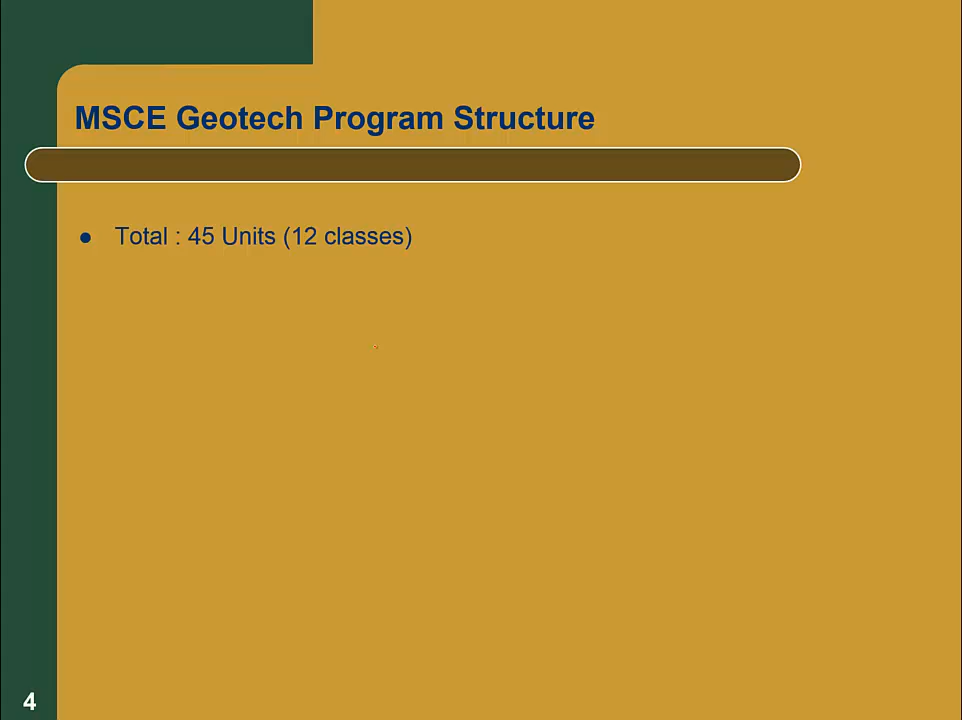 MSCE Geotech Program Structure
● Total : 45 Units (12 classes)
4